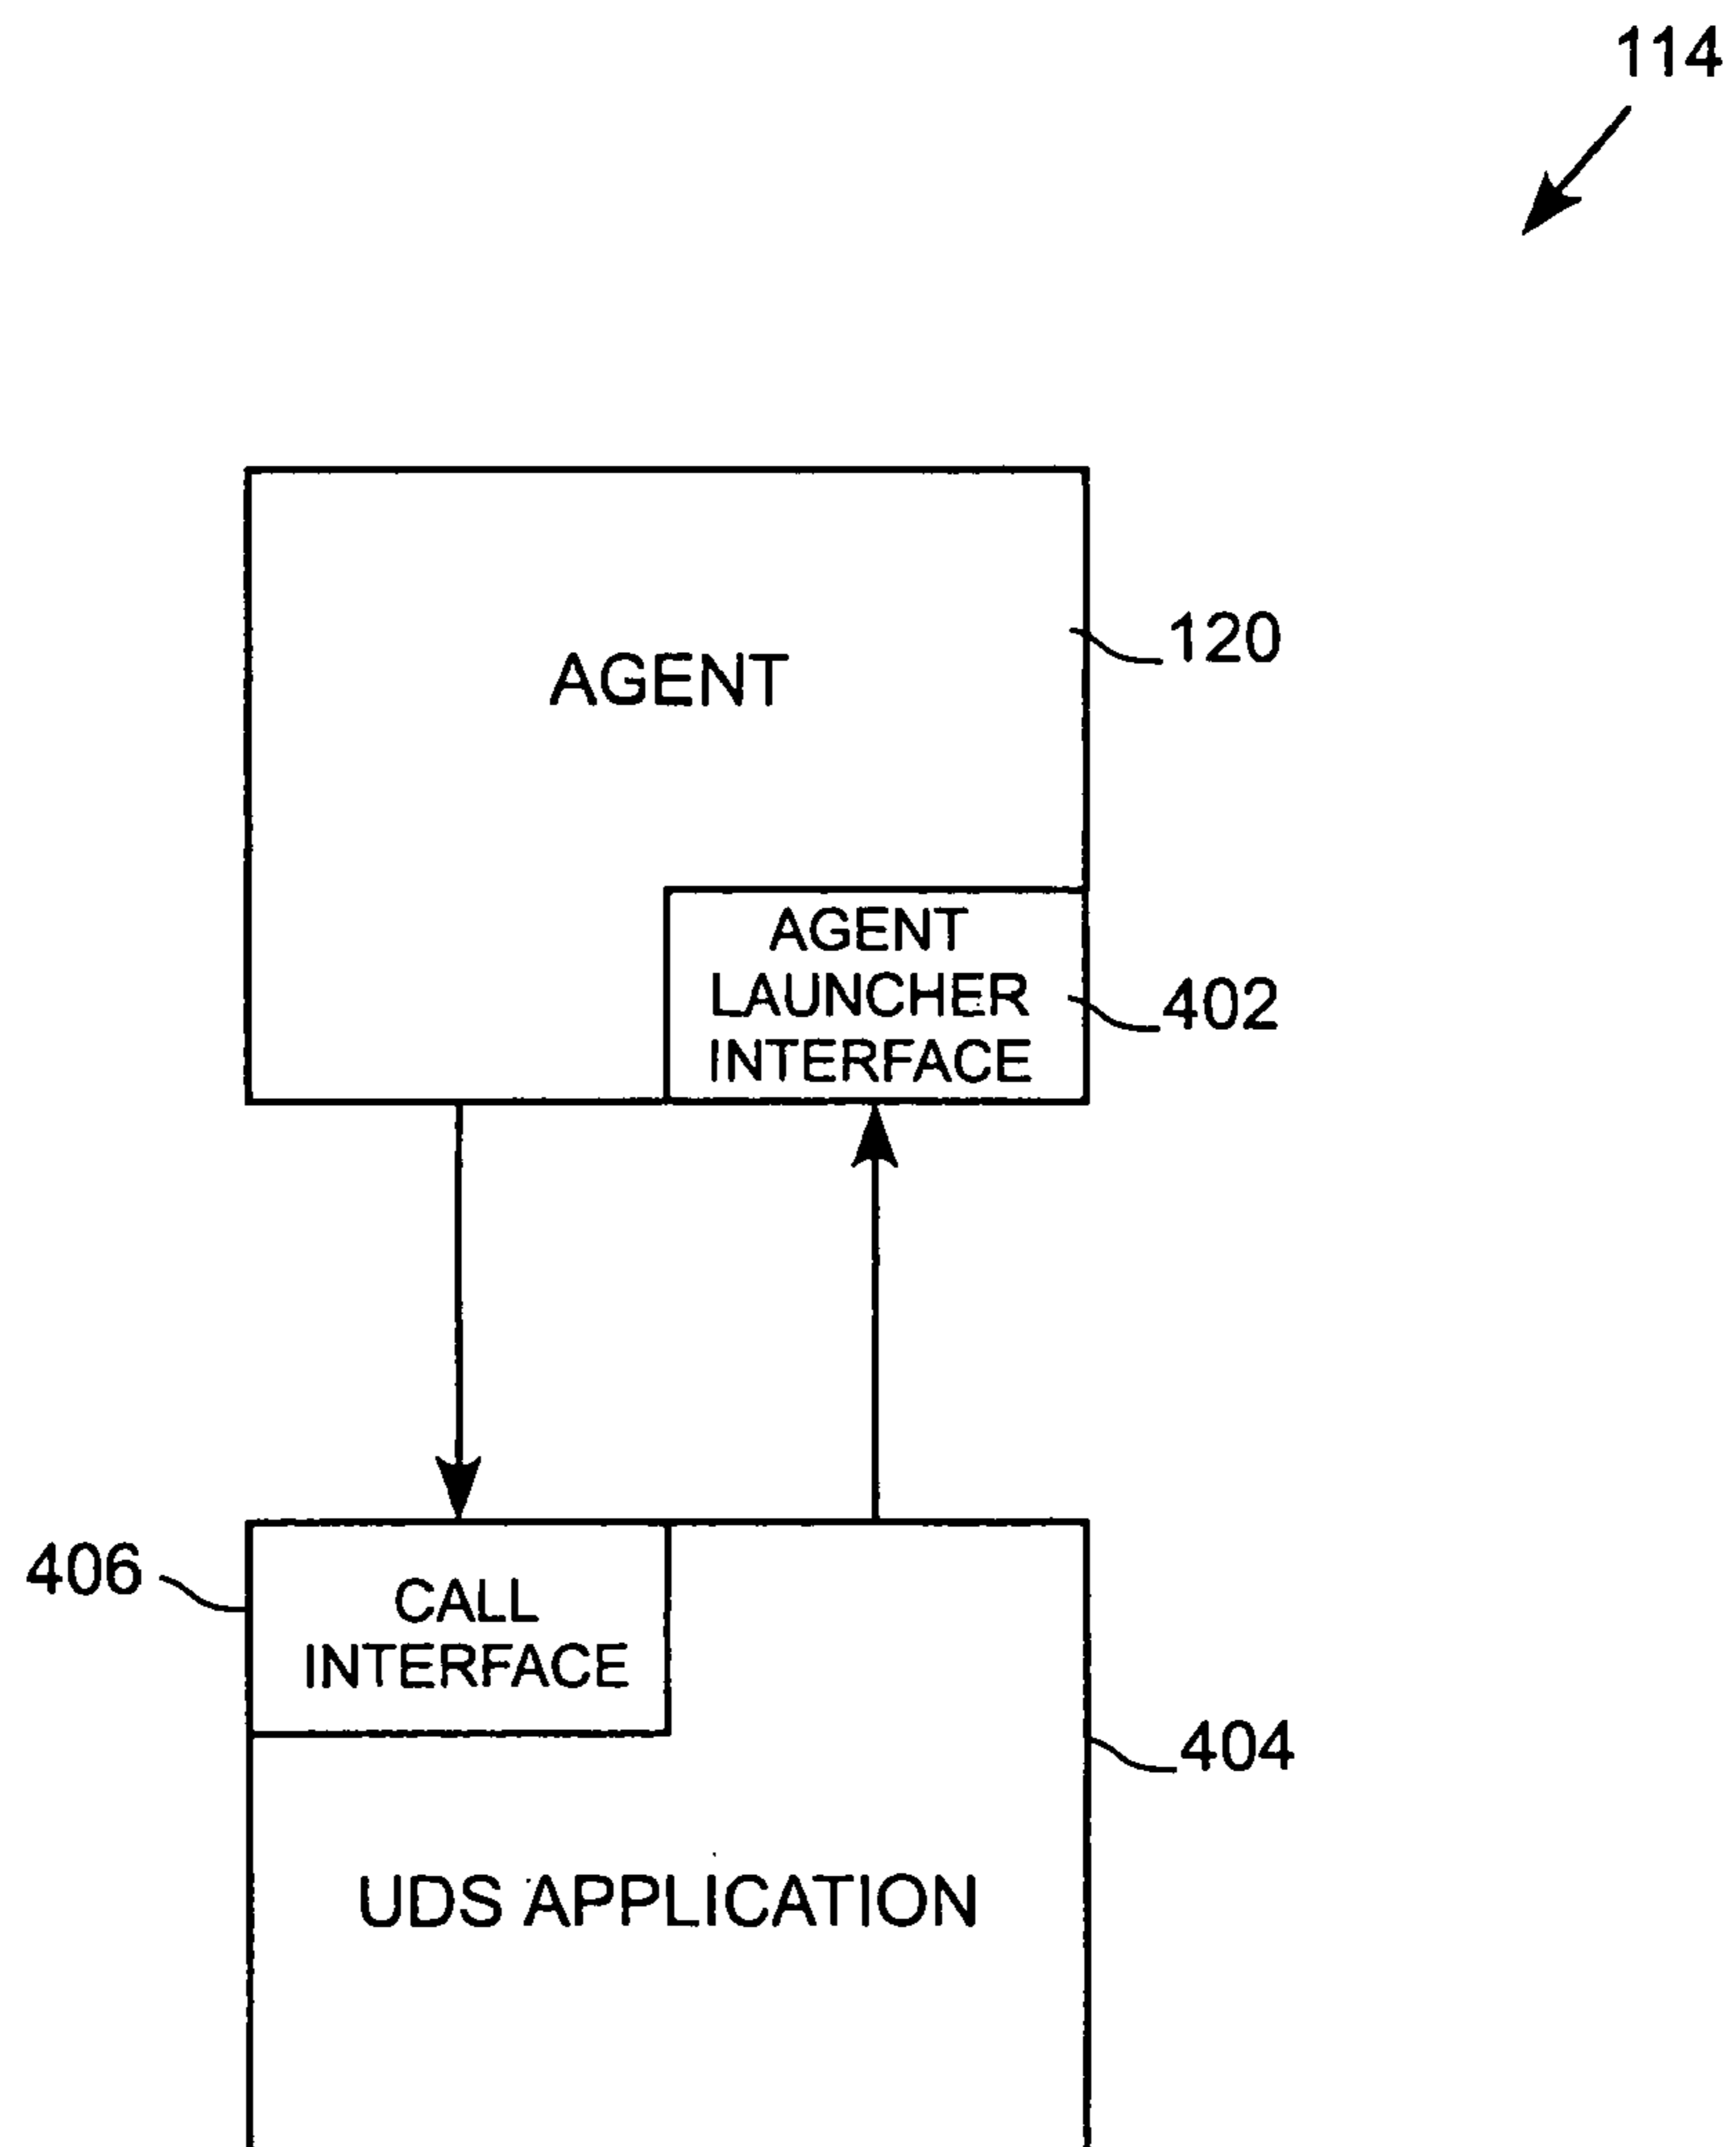 114
AGENT
120
AGENT
LAUNCHER
INTERFACE
402
406
CALL
INTERFACE
404
UDS APPLICATION